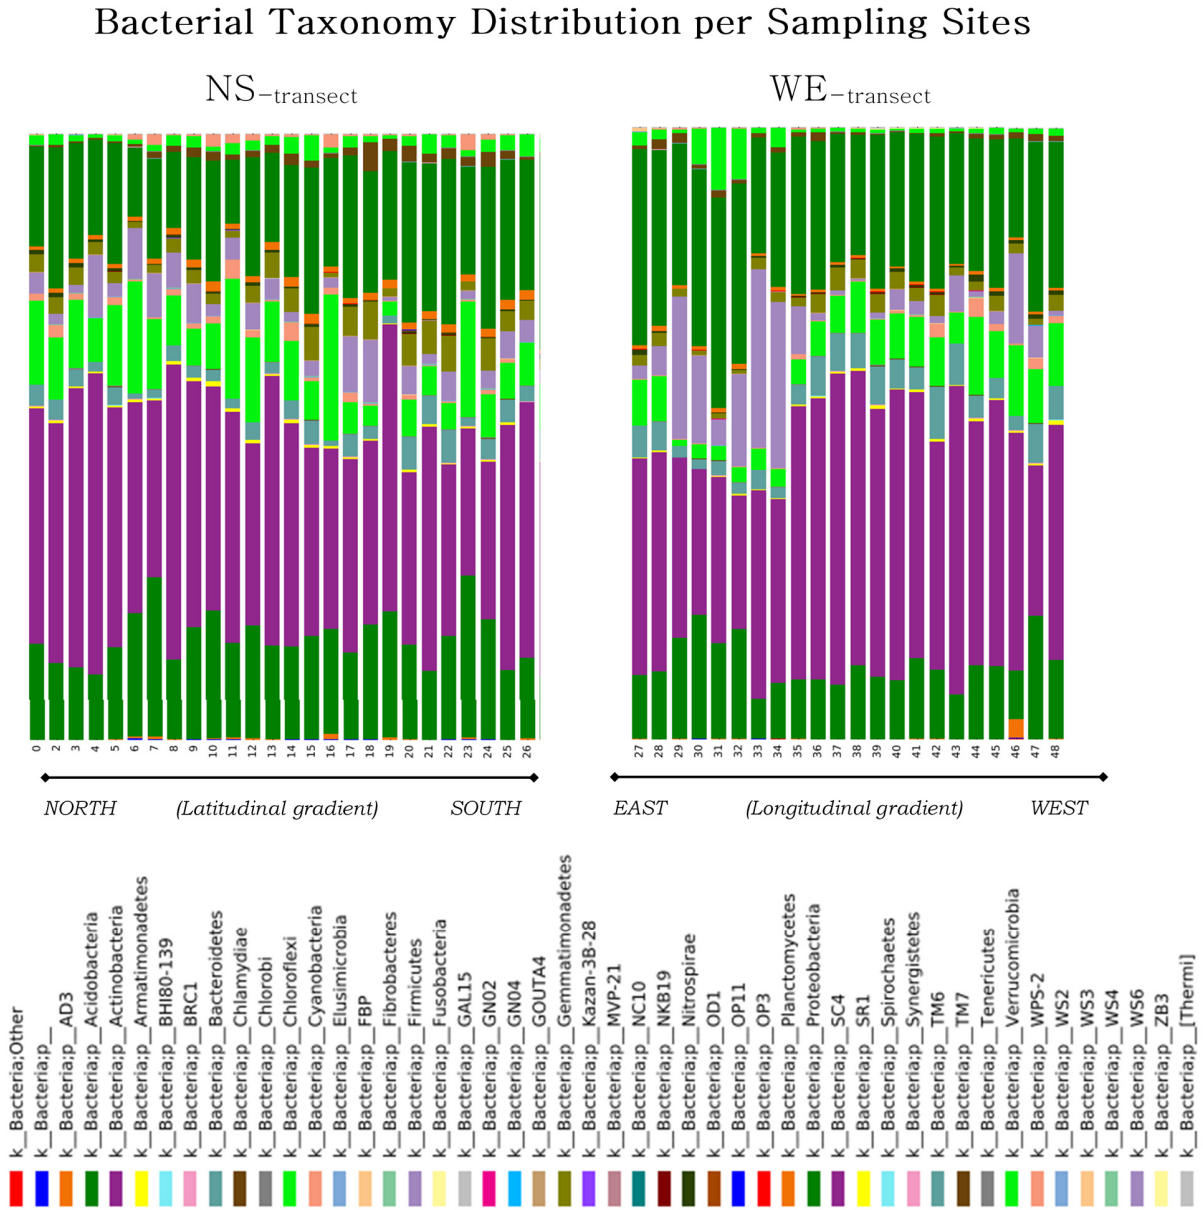 Bacterial Taxonomy Distribution per Sampling Sites
NS-transect
WE-transect
0 2 3 4 5 6 7 8 9 10 11 12 13 14 15 16 17 18 19 20 21 22 23 24 25 26
27 28 29 30 31 32 33 34 35 36 37 38 39 40 41 42 43 44 45 46 47 48
NORTH (Latitudinal gradient) SOUTH
EAST (Longitudinal gradient) WEST
k__Bacteria;Other
k__Bacteria;p__
k__Bacteria;p__AD3
k__Bacteria;p__Acidobacteria
k__Bacteria;p__Actinobacteria
k__Bacteria;p__Armatimonadetes
k__Bacteria;p__BHI80-139
k__Bacteria;p__BRC1
k__Bacteria;p__Bacteroidetes
k__Bacteria;p__Chlamydiae
k__Bacteria;p__Chlorobi
k__Bacteria;p__Chloroflexi
k__Bacteria;p__Cyanobacteria
k__Bacteria;p__Elusimicrobia
k__Bacteria;p__FBP
k__Bacteria;p__Fibrobacteres
k__Bacteria;p__Firmicutes
k__Bacteria;p__Fusobacteria
k__Bacteria;p__GAL15
k__Bacteria;p__GN02
k__Bacteria;p__GN04
k__Bacteria;p__GOUTA4
k__Bacteria;p__Gemmatimonadetes
k__Bacteria;p__Kazan-3B-28
k__Bacteria;p__MVP-21
k__Bacteria;p__NC10
k__Bacteria;p__NKB19
k__Bacteria;p__Nitrospirae
k__Bacteria;p__OD1
k__Bacteria;p__OP11
k__Bacteria;p__OP3
k__Bacteria;p__Planctomycetes
k__Bacteria;p__Proteobacteria
k__Bacteria;p__SC4
k__Bacteria;p__SR1
k__Bacteria;p__Spirochaetes
k__Bacteria;p__Synergistetes
k__Bacteria;p__TM6
k__Bacteria;p__TM7
k__Bacteria;p__Tenericutes
k__Bacteria;p__Verrucomicrobia
k__Bacteria;p__WPS-2
k__Bacteria;p__WS2
k__Bacteria;p__WS3
k__Bacteria;p__WS4
k__Bacteria;p__WS6
k__Bacteria;p__ZB3
k__Bacteria;p__[Thermi]